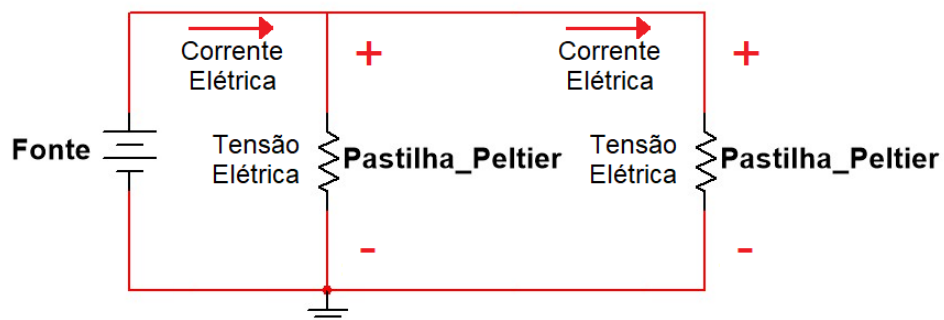 Corrente
Elétrica
+
Corrente
Elétrica
+
Fonte
Tensão
Elétrica
Pastilha_Peltier
Tensão
Elétrica
Pastilha_Peltier
-
-